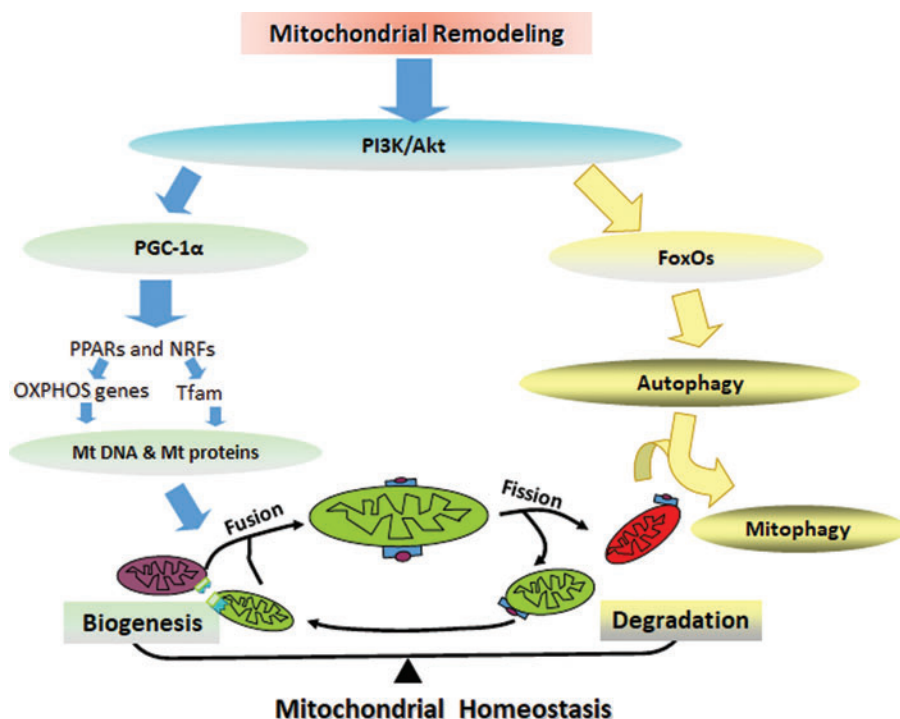 Mitochondrial Remodeling
PI3K/Akt
PGC-1α
FoxOs
PPARs and NRFs
OXPHOS genes
Tfam
Autophagy
Mt DNA & Mt proteins
Fusion
Fission
Mitophagy
Biogenesis
Degradation
Mitochondrial Homeostasis